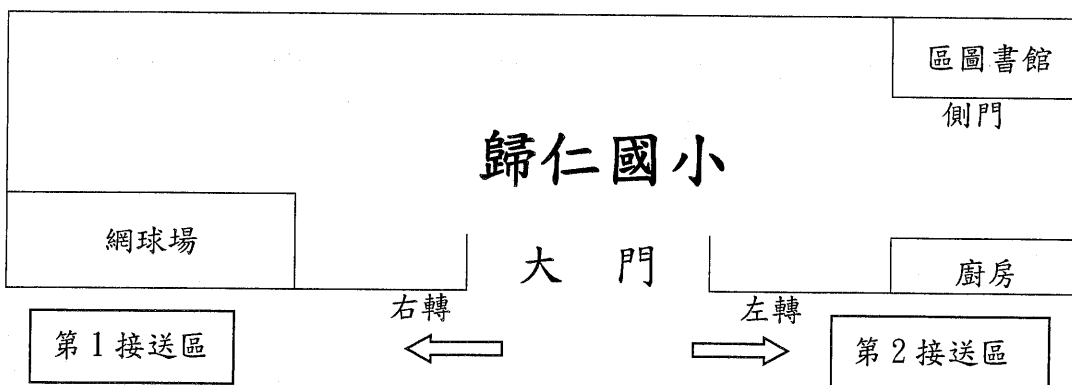 區圖書館
側門
歸仁國小
網球場
大門
廚房
右轉
左轉
第1接送區
第2接送區